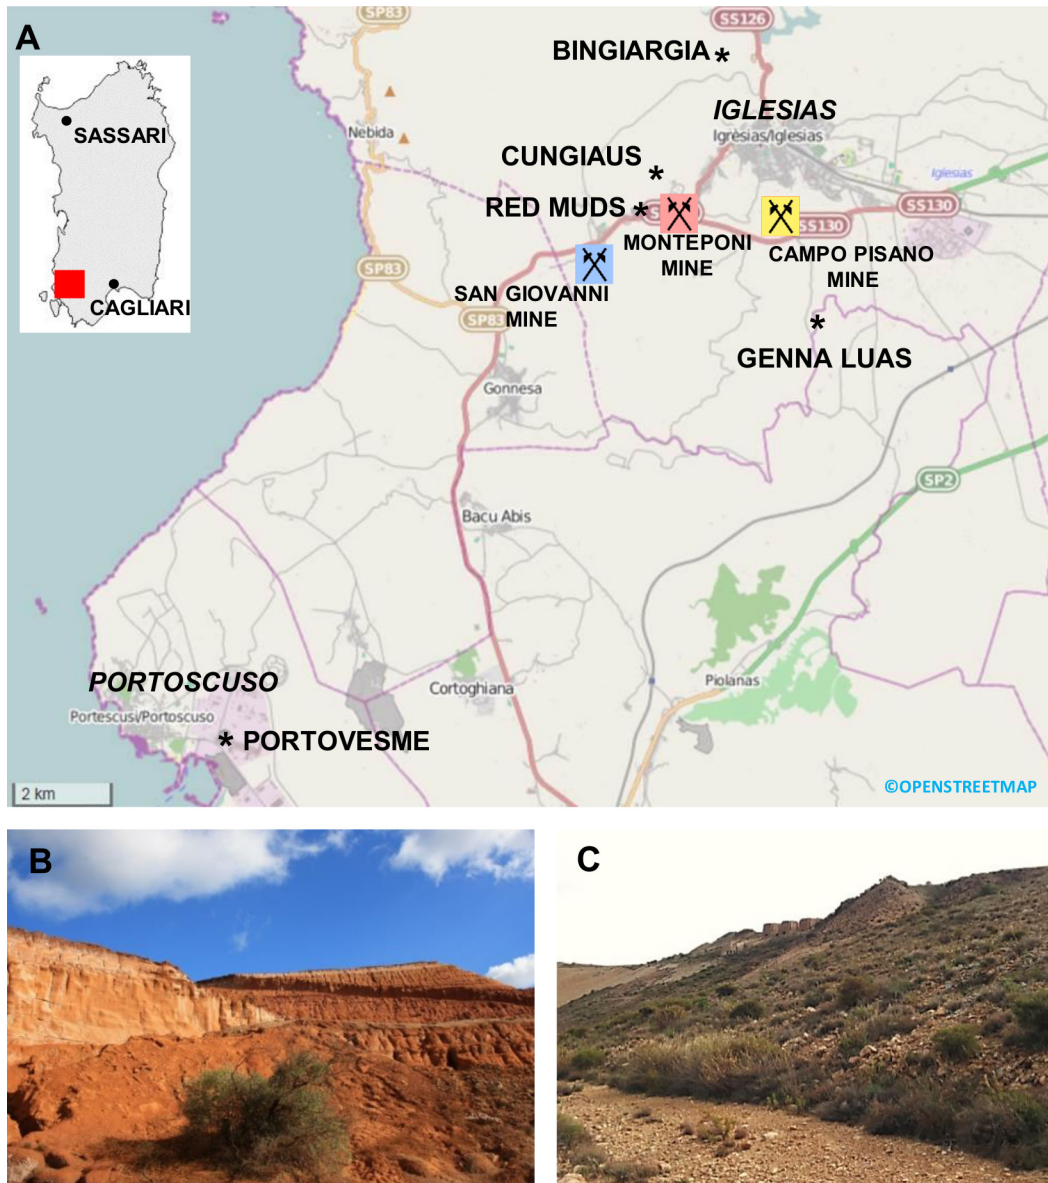 A
SASSARI
CAGLIARI
SP83
SS126
BINGIARGIA *
IGLESIAS
Igrèsias/Iglesias
Nebida
CUNGIAUS
*
Iglesias
RED MUDS *
SS130
SS130
MONTEPONI
MINE
CAMPO PISANO
MINE
SP83
SAN GIOVANNI
MINE
SP83
*
GENNA LUAS
Gonnesa
SP2
Bacu Abis
PORTOSCUSO
Portescusi/Portoscuso
Cortoghiana
Piolanas
* PORTOVESME
2 km
©OPENSTREETMAP
B
C